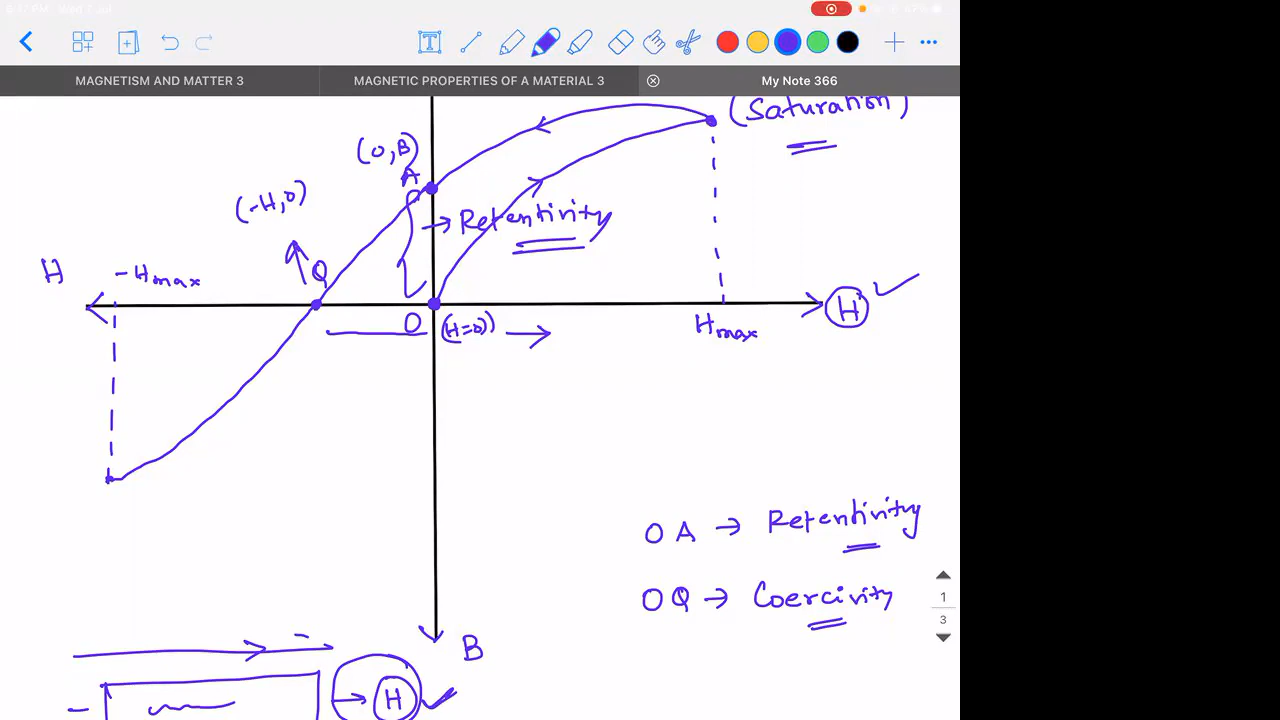 MAGNETISM AND MATTER 3
MAGNETIC PROPERTIES OF A MATERIAL 3
My Note 366
(Saturation)
(0,B)
A
(-H,0)
→ Retentivity
H
-Hmax
Q
O
(H=0)
Hmax
H
OA → Retentivity
OQ → Coercivity
1
3
B
H